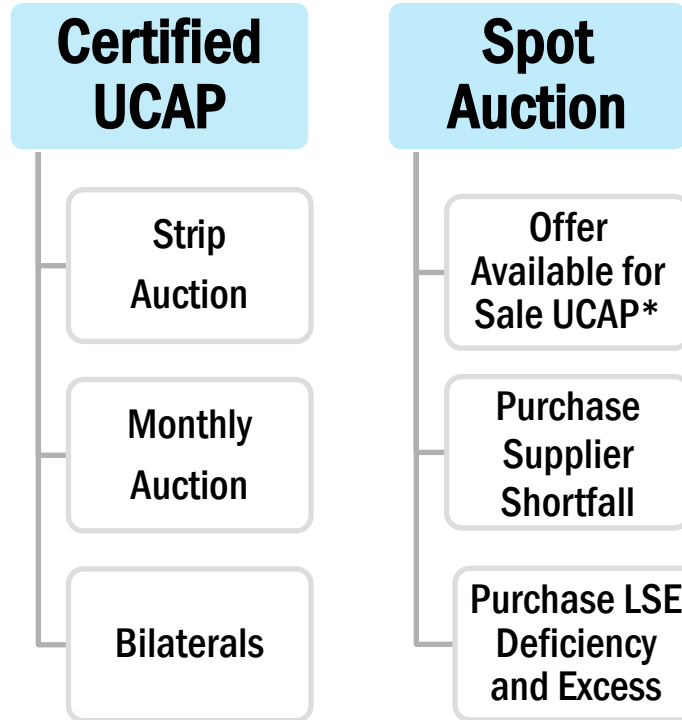 Certified
UCAP
Strip
Auction
Monthly
Auction
Bilaterals
Spot
Auction
Offer
Available for
Sale UCAP*
Purchase
Supplier
Shortfall
Purchase LSE
Deficiency
and Excess